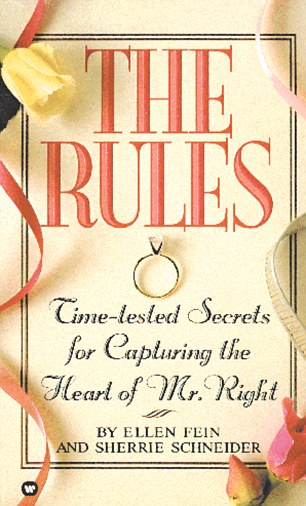 THE
RULES
Time-tested Secrets
for Capturing the
Heart of Mr. Right
BY ELLEN FEIN
AND SHERRIE SCHNEIDER